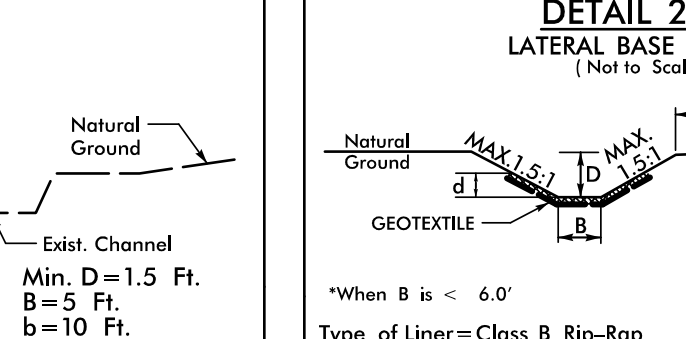 Natural
Ground
Exist. Channel
Min. D=1.5 Ft.
B=5 Ft.
b=10 Ft.
DETAIL 2
LATERAL BASE
( Not to Scal
Natural
Ground
MAX. 1.5:1
MAX.
1.5:1
D
d
GEOTEXTILE
B
*When B is < 6.0'
Type of Liner=Class B Rip-Rap